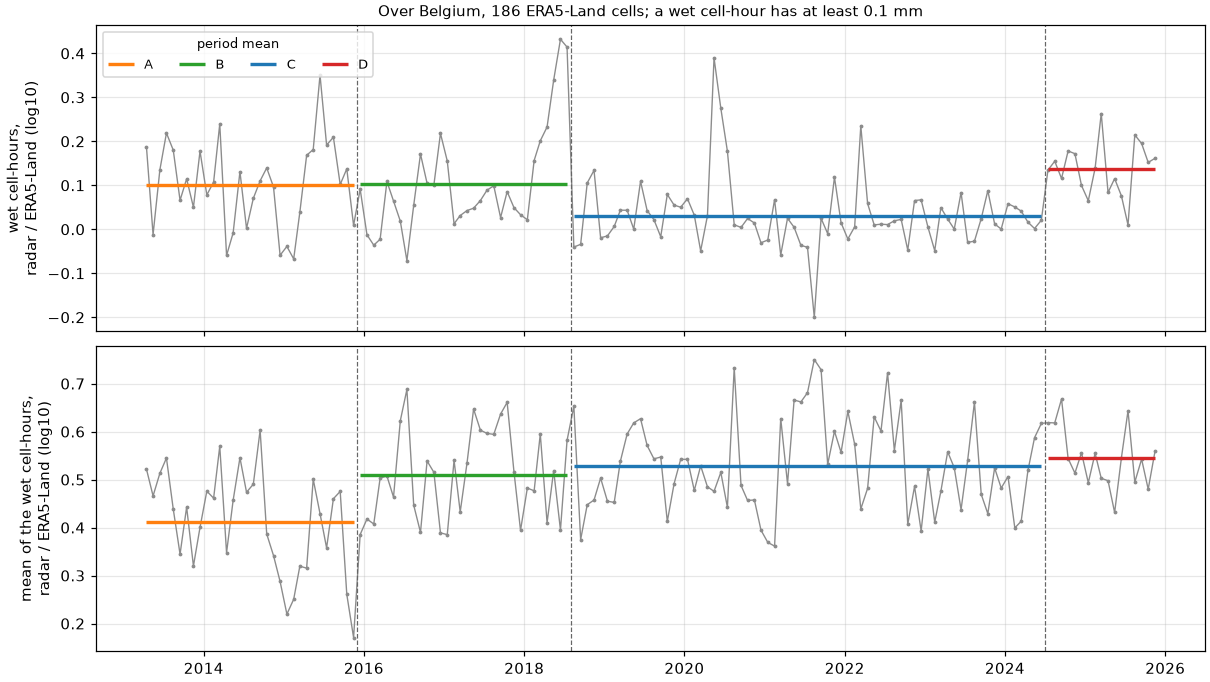 Over Belgium, 186 ERA5-Land cells; a wet cell-hour has at least 0.1 mm
period mean
A B C D
wet cell-hours,
radar / ERA5-Land (log10)
0.4
0.3
0.2
0.1
0.0
−0.1
−0.2
mean of the wet cell-hours,
radar / ERA5-Land (log10)
0.7
0.6
0.5
0.4
0.3
0.2
2014 2016 2018 2020 2022 2024 2026